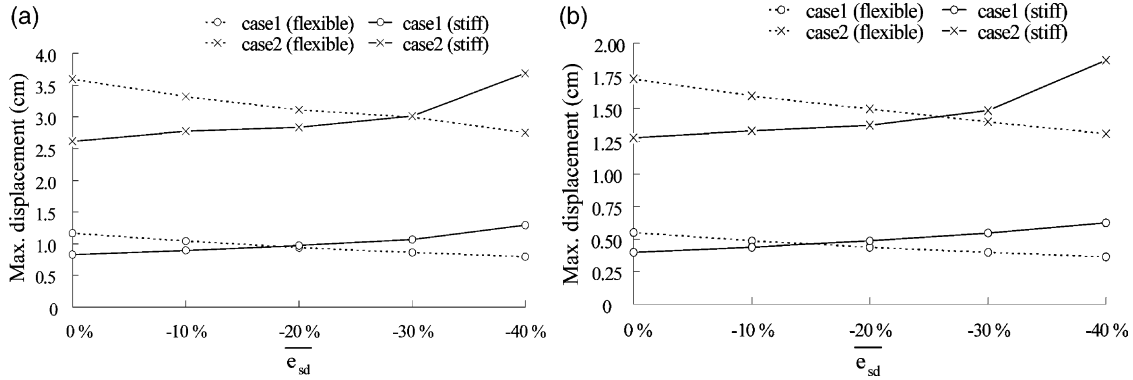 (a)
case1 (flexible) case1 (stiff)
case2 (flexible) case2 (stiff)
Max. displacement (cm)
4.0
3.5
3.0
2.5
2.0
1.5
1.0
0.5
0
0 % -10 % -20 % -30 % -40 %
e_sd
(b)
case1 (flexible) case1 (stiff)
case2 (flexible) case2 (stiff)
Max. displacement (cm)
2.00
1.75
1.50
1.25
1.00
0.75
0.50
0.25
0.00
0 % -10 % -20 % -30 % -40 %
e_sd